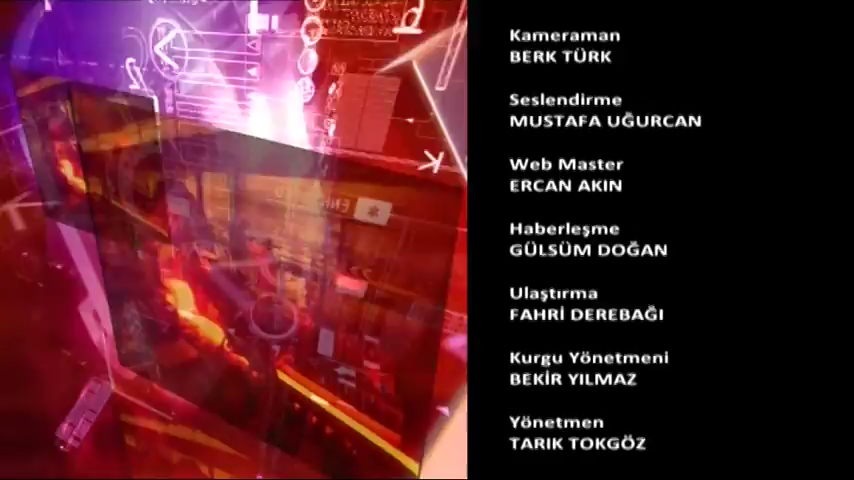 Kameraman
BERK TÜRK
Seslendirme
MUSTAFA UĞURCAN
Web Master
ERCAN AKIN
Haberleşme
GÜLSÜM DOĞAN
Ulaştırma
FAHRİ DEREBAĞI
Kurgu Yönetmeni
BEKİR YILMAZ
Yönetmen
TARIK TOKGÖZ